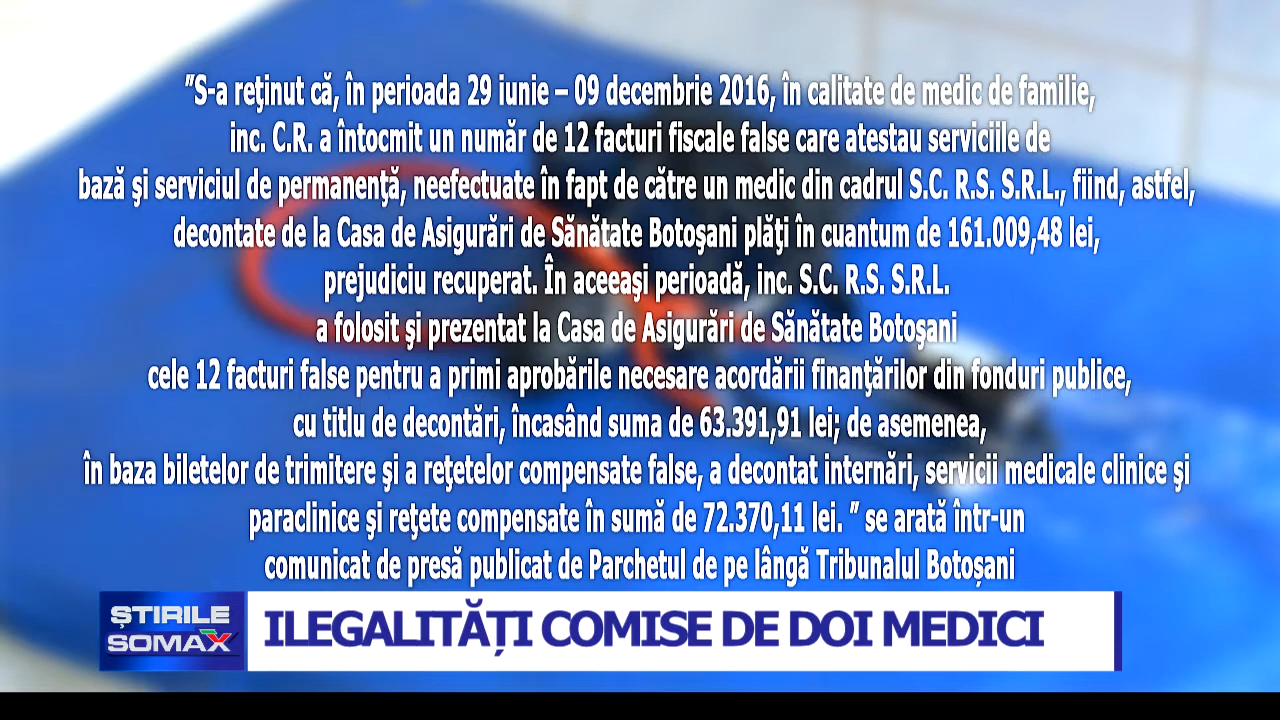 "S-a reţinut că, în perioada 29 iunie – 09 decembrie 2016, în calitate de medic de familie,
inc. C.R. a întocmit un număr de 12 facturi fiscale false care atestau serviciile de
bază şi serviciul de permanenţă, neefectuate în fapt de către un medic din cadrul S.C. R.S. S.R.L., fiind, astfel,
decontate de la Casa de Asigurări de Sănătate Botoşani plăţi în cuantum de 161.009,48 lei,
prejudiciu recuperat. În aceeaşi perioadă, inc. S.C. R.S. S.R.L.
a folosit şi prezentat la Casa de Asigurări de Sănătate Botoşani
cele 12 facturi false pentru a primi aprobările necesare acordării finanţărilor din fonduri publice,
cu titlu de decontări, încasând suma de 63.391,91 lei; de asemenea,
în baza biletelor de trimitere şi a reţetelor compensate false, a decontat internări, servicii medicale clinice şi
paraclinice şi reţete compensate în sumă de 72.370,11 lei. " se arată într-un
comunicat de presă publicat de Parchetul de pe lângă Tribunalul Botoșani
ŞTIRILE
SOMAX
ILEGALITĂȚI COMISE DE DOI MEDICI